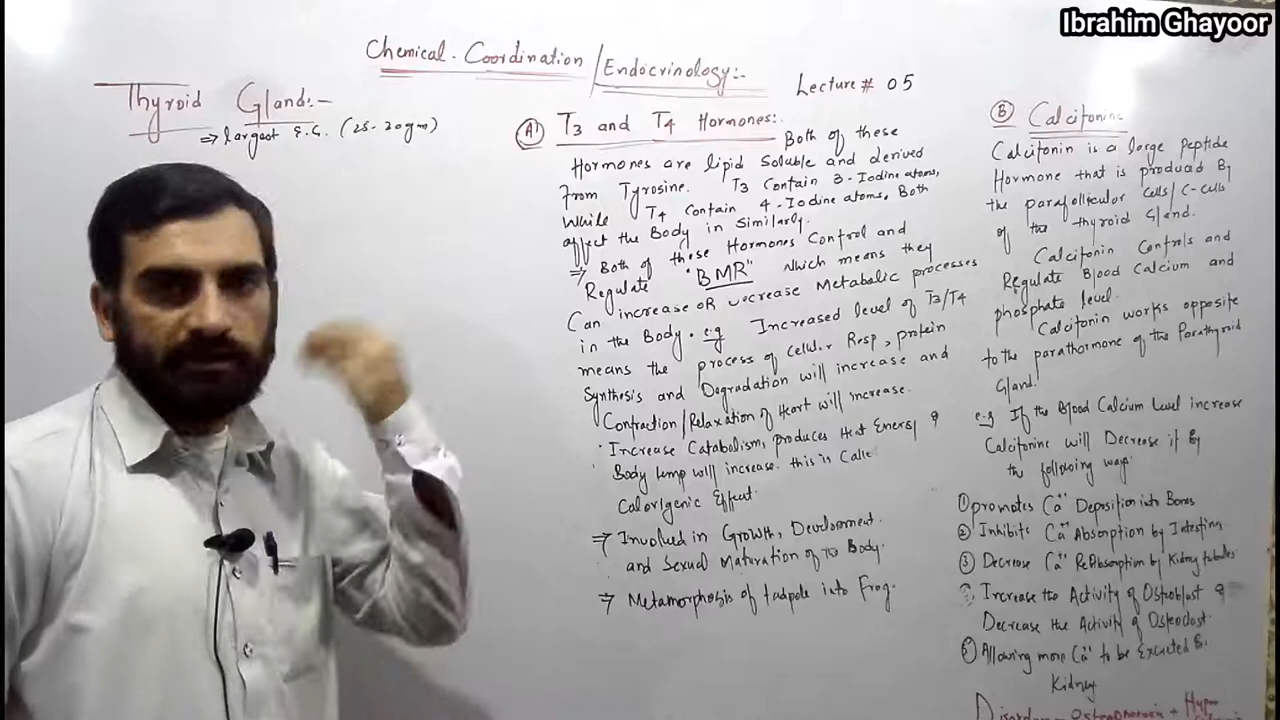 Ibrahim Ghayoor
Chemical. Coordination / Endocrinology:-
Lecture # 05
Thyroid Gland:-
⇒ largest E.G. (25-20gm)
(A) T3 and T4 Hormones:-
Both of these
Hormones are lipid Soluble and derived
from Tyrosine. T3 Contain 3-Iodine atoms,
While T4 Contain 4-Iodine atoms. Both
affect the Body in Similarly.
⇒ Both of these Hormones Control and
Regulate "BMR" Which means they
Can increase OR Decrease Metabolic processes
in the Body. e.g Increased level of T3/T4
means the process of Cellular Resp, protein
Synthesis and Degradation will increase and
Contraction/Relaxation of Heart will increase.
Increase Catabolism, produces Heat Energy &
Body temp will increase. this is Calle
Calorigenic Effect.
⇒ Involved in Growth, Development.
and Sexual Maturation of the Body.
⇒ Metamorphosis of tadpole into Frog.
(B) Calcitonin
Calcitonin is a large Peptide
Hormone that is produced By
the parafollicular Cells/C-cells
of the thyroid Gland.
Calcitonin Controls and
Regulate Blood Calcium and
phosphate level.
Calcitonin works opposite
to the parathormone of the Parathyroid
Gland.
e.g If the Blood Calcium Level increase
Calcitonine will Decrease it By
the following ways.
① promotes Ca++ Deposition into Bones
② Inhibits Ca++ Absorption by Intestine
③ Decrease Ca++ ReAbsorption by Kidney tubules
Increase the Activity of Osteoblast &
Decrease the Activity of Osteoclast.
⑤ Allowing more Ca++ to be Excreted By
Kidney